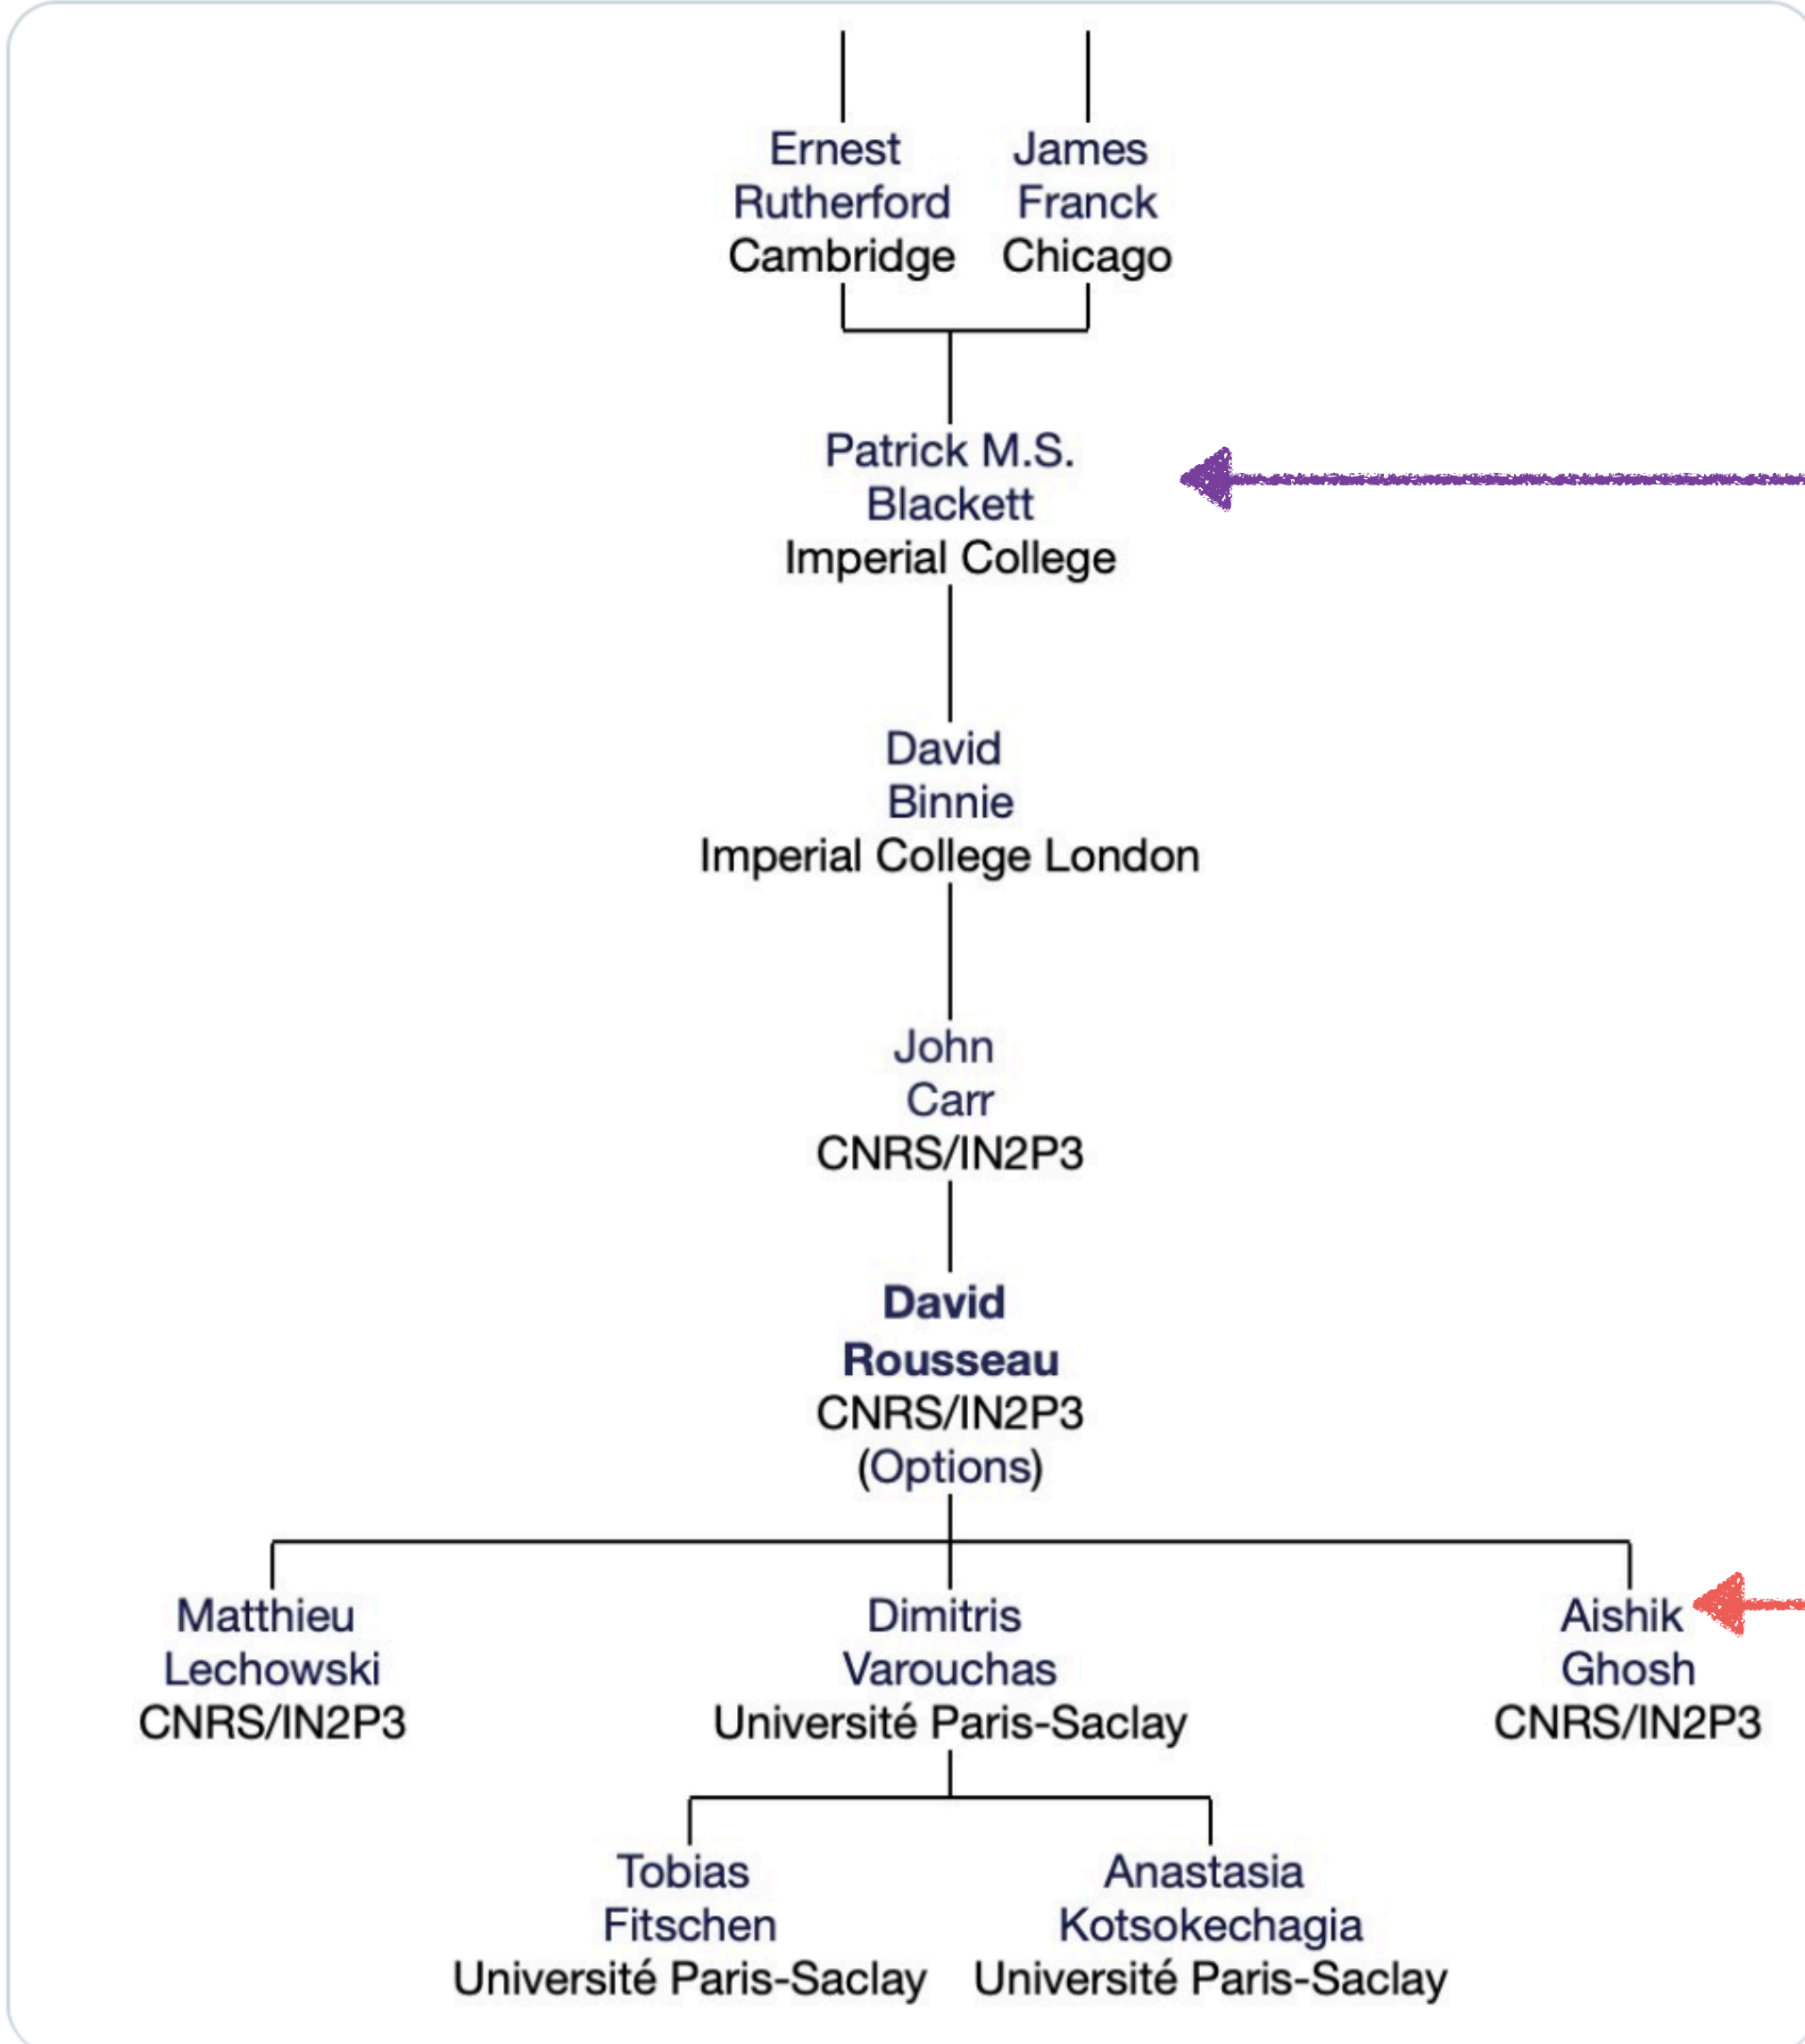 Ernest
Rutherford
Cambridge
James
Franck
Chicago
Patrick M.S.
Blackett
Imperial College
David
Binnie
Imperial College London
John
Carr
CNRS/IN2P3
David
Rousseau
CNRS/IN2P3
(Options)
Matthieu
Lechowski
CNRS/IN2P3
Dimitris
Varouchas
Université Paris-Saclay
Aishik
Ghosh
CNRS/IN2P3
Tobias
Fitschen
Université Paris-Saclay
Anastasia
Kotsokechagia
Université Paris-Saclay